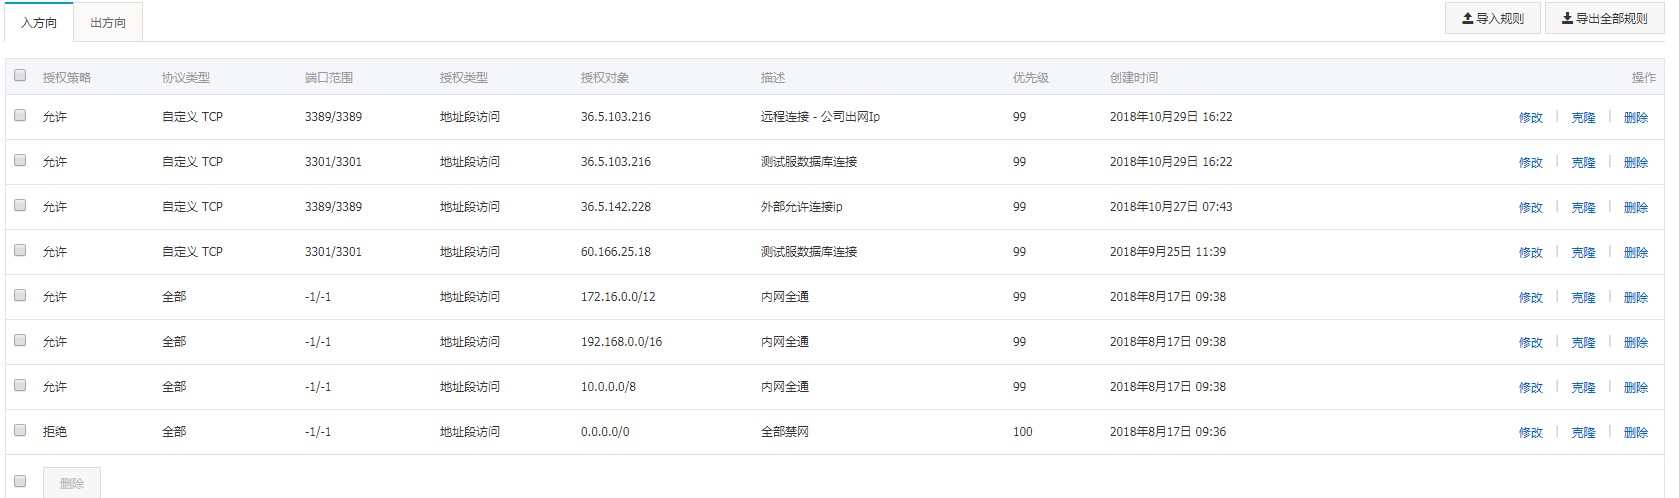 入方向 出方向 导入规则 导出全部规则
授权策略 协议类型 端口范围 授权类型 授权对象 描述 优先级 创建时间 操作
允许 自定义 TCP 3389/3389 地址段访问 36.5.103.216 远程连接 - 公司出网Ip 99 2018年10月29日 16:22 修改 | 克隆 | 删除
允许 自定义 TCP 3301/3301 地址段访问 36.5.103.216 测试服数据库连接 99 2018年10月29日 16:22 修改 | 克隆 | 删除
允许 自定义 TCP 3389/3389 地址段访问 36.5.142.228 外部允许连接ip 99 2018年10月27日 07:43 修改 | 克隆 | 删除
允许 自定义 TCP 3301/3301 地址段访问 60.166.25.18 测试服数据库连接 99 2018年9月25日 11:39 修改 | 克隆 | 删除
允许 全部 -1/-1 地址段访问 172.16.0.0/12 内网全通 99 2018年8月17日 09:38 修改 | 克隆 | 删除
允许 全部 -1/-1 地址段访问 192.168.0.0/16 内网全通 99 2018年8月17日 09:38 修改 | 克隆 | 删除
允许 全部 -1/-1 地址段访问 10.0.0.0/8 内网全通 99 2018年8月17日 09:38 修改 | 克隆 | 删除
拒绝 全部 -1/-1 地址段访问 0.0.0.0/0 全部禁网 100 2018年8月17日 09:36 修改 | 克隆 | 删除
删除